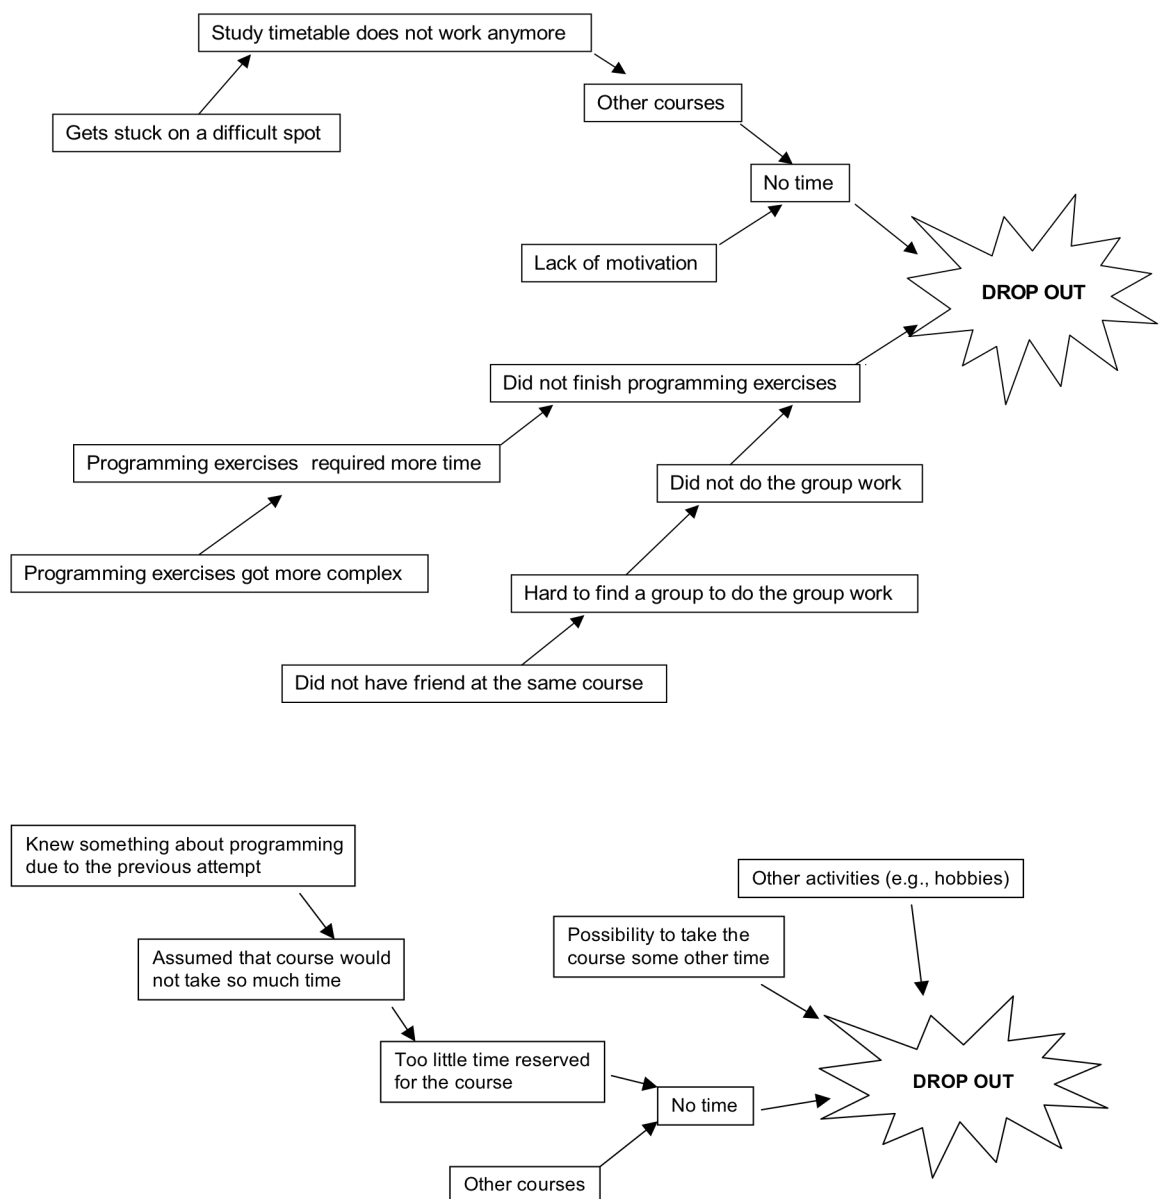 Study timetable does not work anymore
Other courses
Gets stuck on a difficult spot
No time
Lack of motivation
DROP OUT
Did not finish programming exercises
Programming exercises required more time
Did not do the group work
Programming exercises got more complex
Hard to find a group to do the group work
Did not have friend at the same course
Knew something about programming
due to the previous attempt
Other activities (e.g., hobbies)
Possibility to take the
course some other time
Assumed that course would
not take so much time
Too little time reserved
for the course
DROP OUT
No time
Other courses